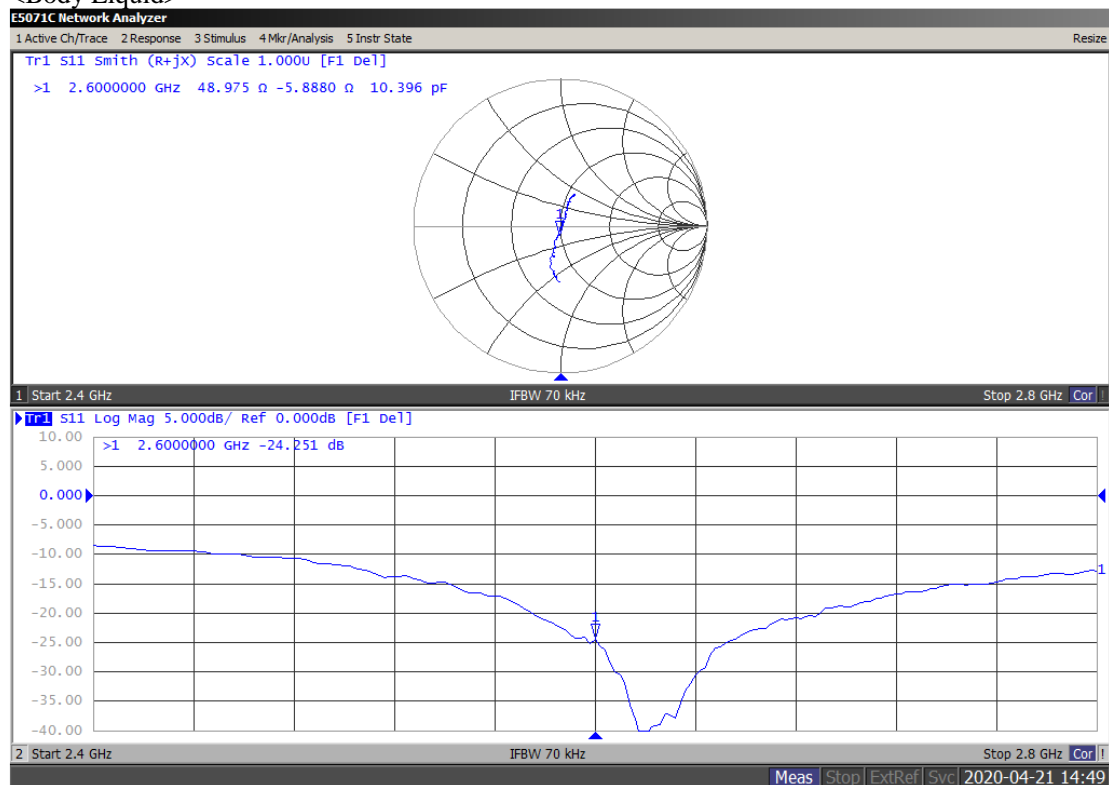 <Body Liquid>
E5071C Network Analyzer
1 Active Ch/Trace 2 Response 3 Stimulus 4 Mkr/Analysis 5 Instr State Resize
Tr1 S11 Smith (R+jX) Scale 1.000U [F1 Del]
>1 2.6000000 GHz 48.975 Ω -5.8880 Ω 10.396 pF
1
1 Start 2.4 GHz IFBW 70 kHz Stop 2.8 GHz Cor !
Tr1 S11 Log Mag 5.000dB/ Ref 0.000dB [F1 Del]
10.00
>1 2.6000000 GHz -24.251 dB
5.000
0.000
-5.000
-10.00
1
-15.00
-20.00
1
-25.00
-30.00
-35.00
-40.00
2 Start 2.4 GHz IFBW 70 kHz Stop 2.8 GHz Cor !
Meas Stop ExtRef Svc 2020-04-21 14:49